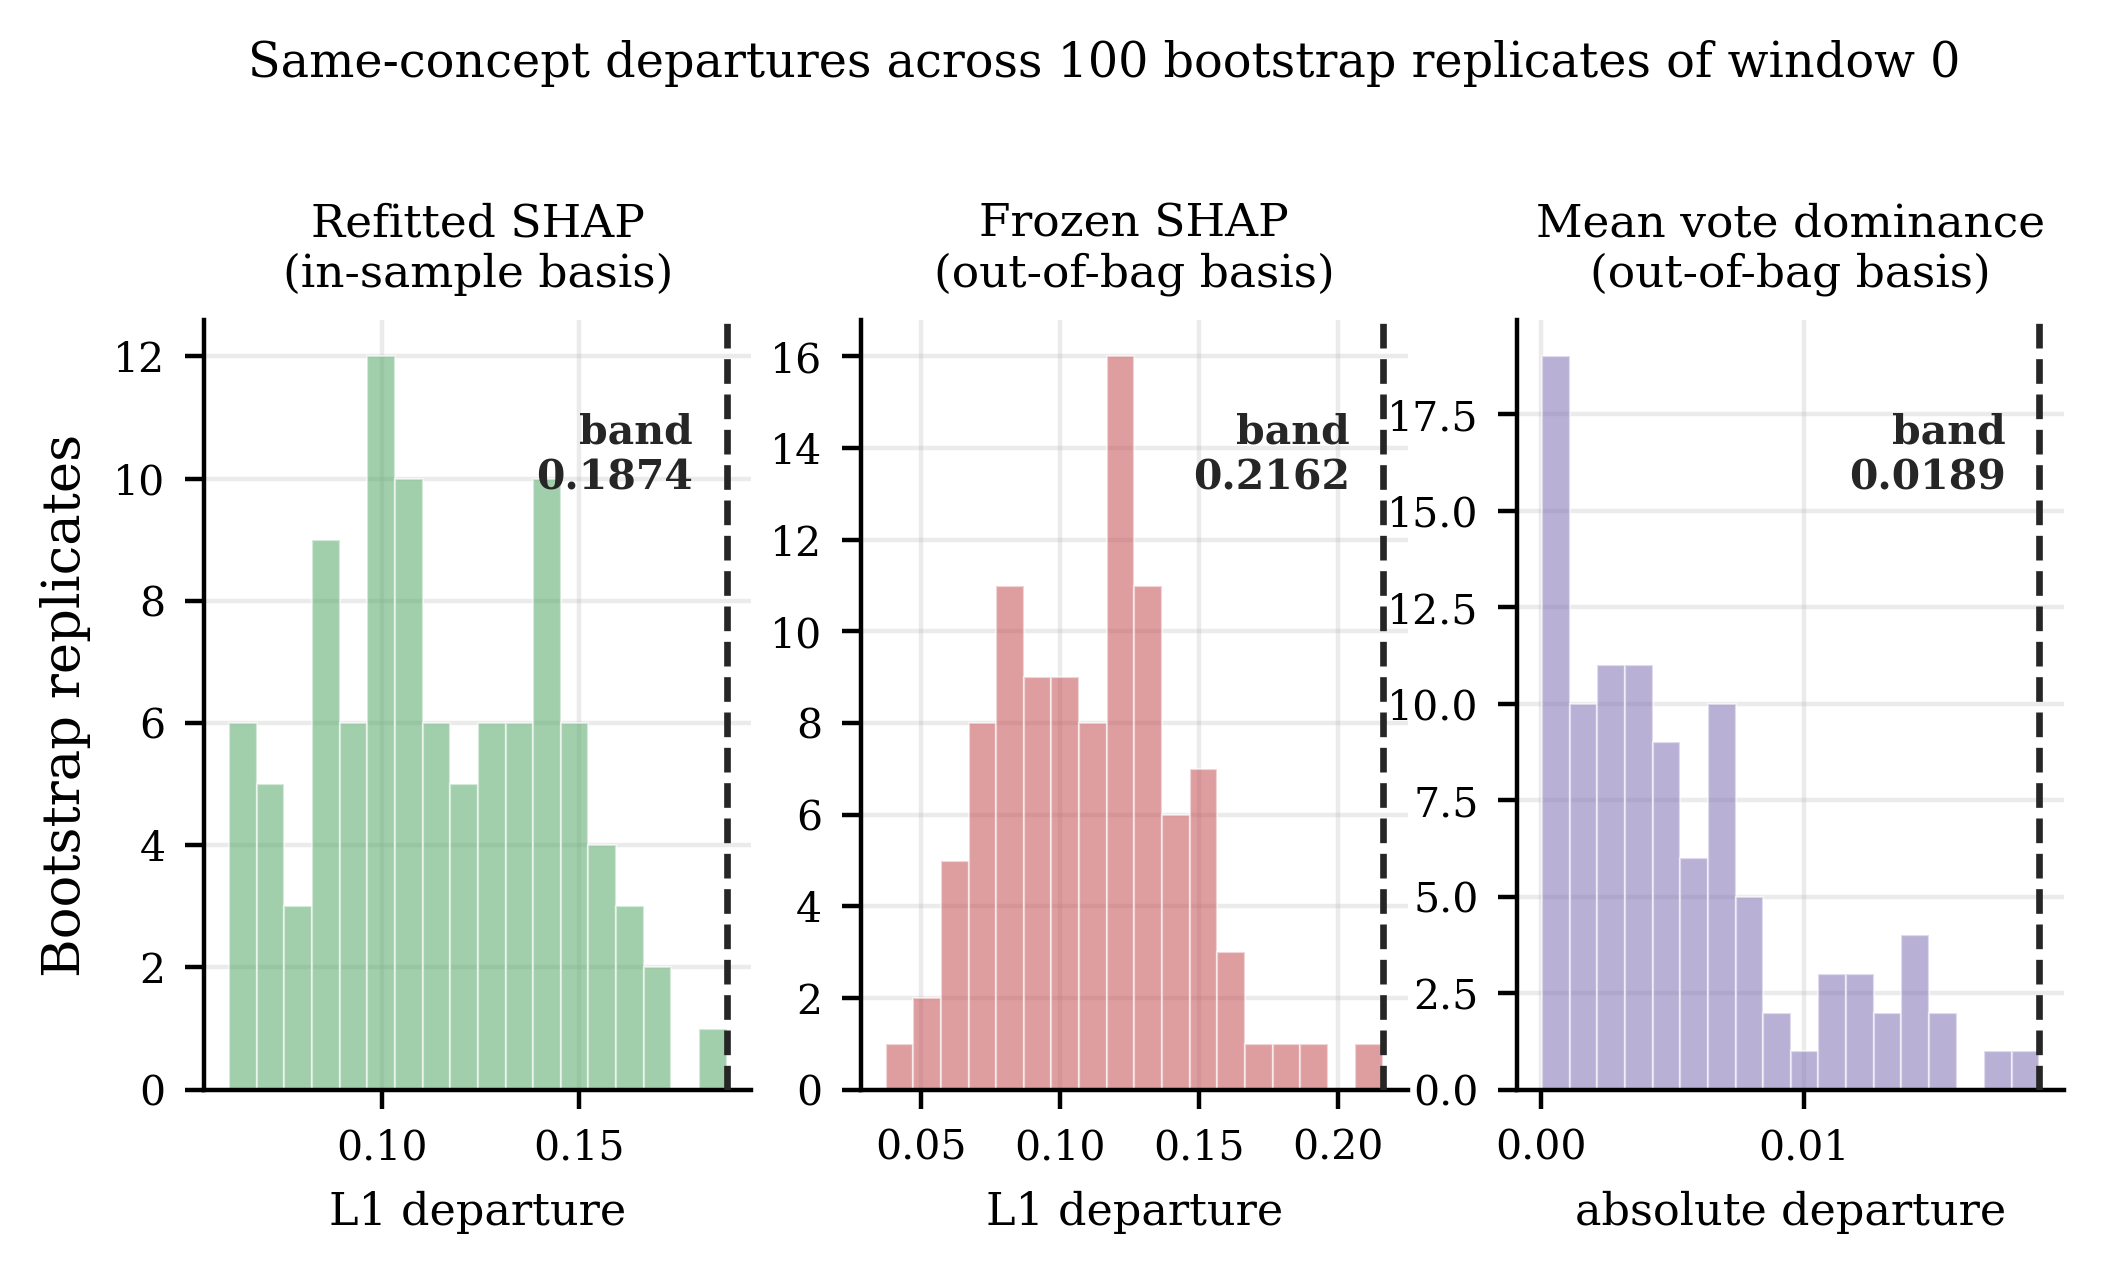 Same-concept departures across 100 bootstrap replicates of window 0
Refitted SHAP
(in-sample basis)
Bootstrap replicates
12
10
8
6
4
2
0
band
0.1874
0.10
0.15
L1 departure
Frozen SHAP
(out-of-bag basis)
16
14
12
10
8
6
4
2
0
band
0.2162
0.05
0.10
0.15
0.20
L1 departure
Mean vote dominance
(out-of-bag basis)
17.5
15.0
12.5
10.0
7.5
5.0
2.5
0.0
band
0.0189
0.00
0.01
absolute departure